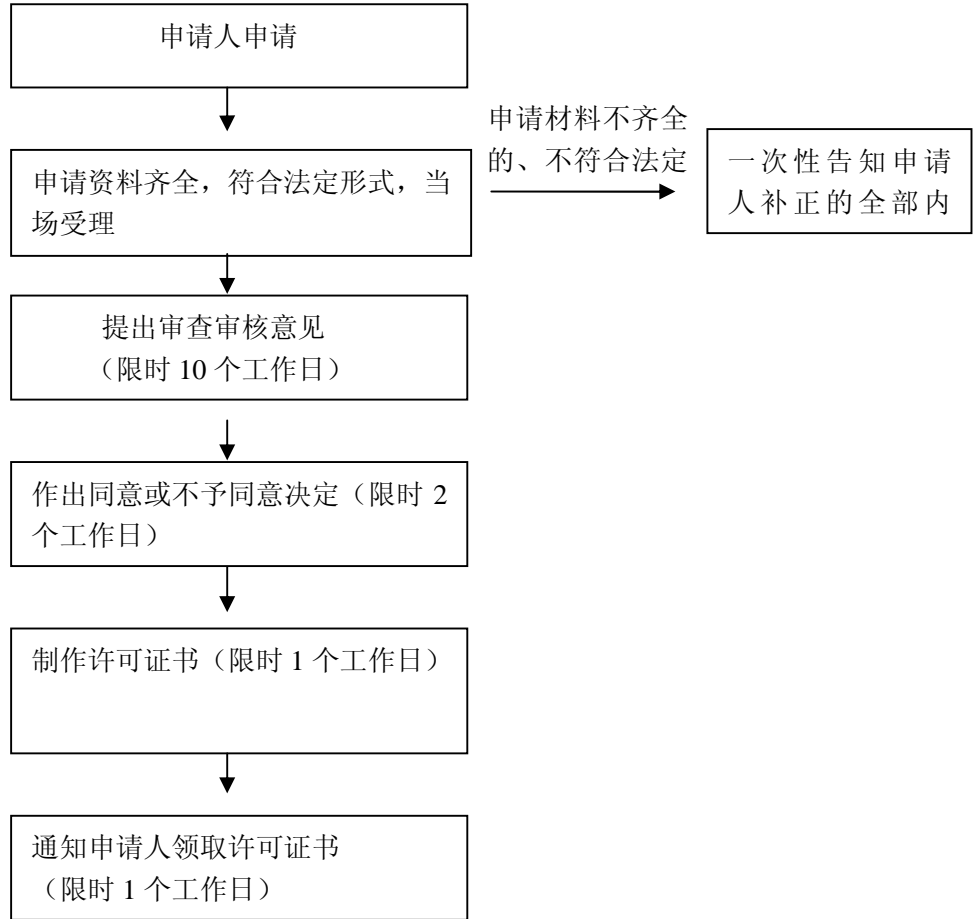 申请人申请
申请材料不齐全
的、不符合法定
一次性告知申请
人补正的全部内
申请资料齐全，符合法定形式，当
场受理
提出审查审核意见
（限时 10 个工作日）
作出同意或不予同意决定（限时 2
个工作日）
制作许可证书（限时 1 个工作日）
通知申请人领取许可证书
（限时 1 个工作日）